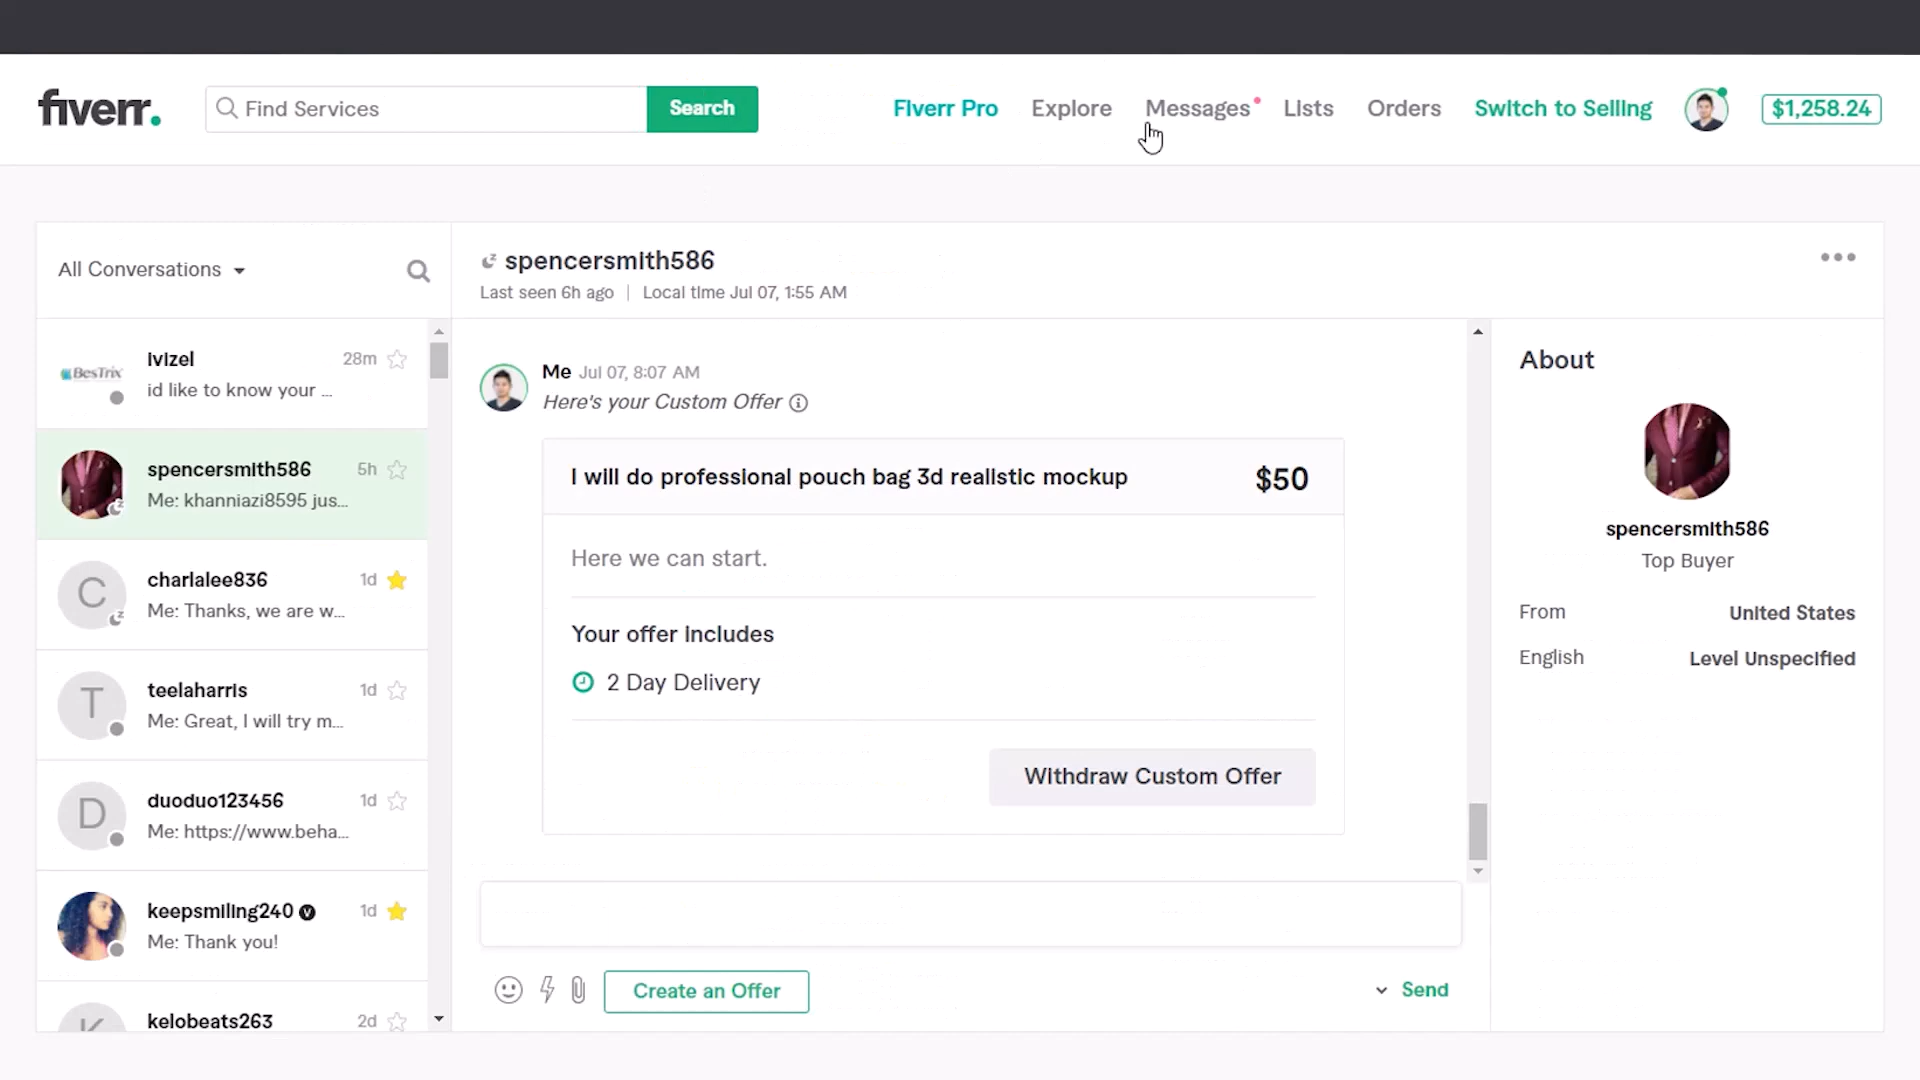 fiverr.
Find Services
Search
Fiverr Pro
Explore
Messages
Lists
Orders
Switch to Selling
$1,258.24
All Conversations
spencersmith586
Last seen 6h ago | Local time Jul 07, 1:55 AM
BesTrix
ivizel
28m
id like to know your ...
spencersmith586
5h
Me: khanniazi8595 jus...
C
charlalee836
1d
Me: Thanks, we are w...
T
teelaharris
1d
Me: Great, I will try m...
D
duoduo123456
1d
Me: https://www.beha...
keepsmiling240
1d
Me: Thank you!
K
kelobeats263
2d
Me Jul 07, 8:07 AM
Here's your Custom Offer
I will do professional pouch bag 3d realistic mockup
$50
Here we can start.
Your offer Includes
2 Day Delivery
Withdraw Custom Offer
Create an Offer
Send
About
spencersmith586
Top Buyer
From
United States
English
Level Unspecified